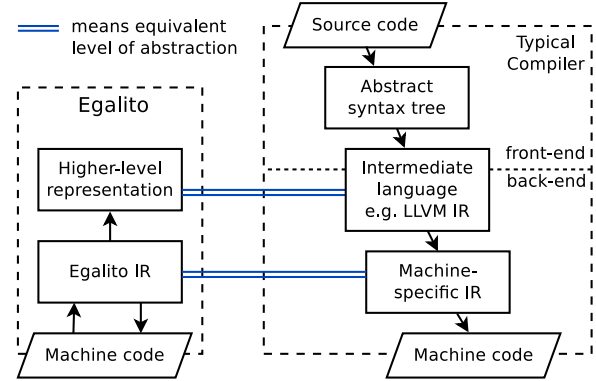 means equivalent
level of abstraction
Egalito
Higher-level
representation
Egalito IR
Machine code
Source code
Typical
Compiler
Abstract
syntax tree
front-end
back-end
Intermediate
language
e.g. LLVM IR
Machine-
specific IR
Machine code